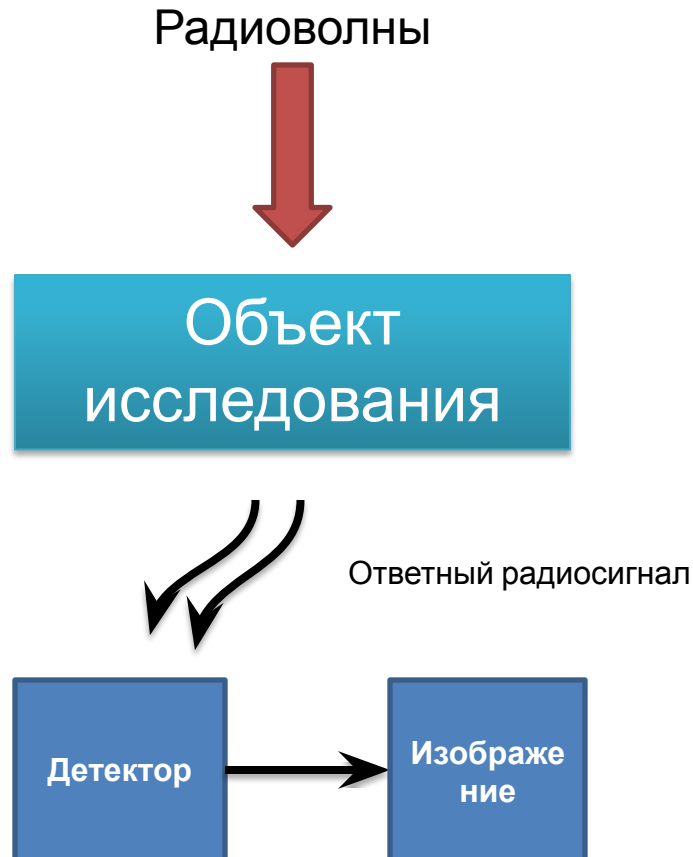 Радиоволны
Объект
исследования
Ответный радиосигнал
Детектор
Изображе
ние